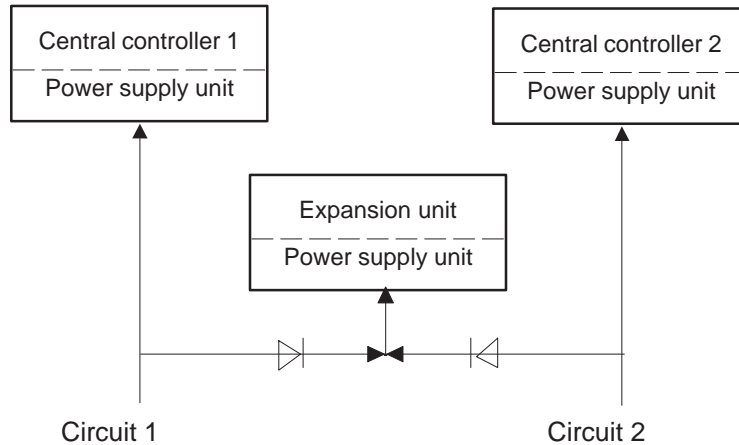 Central controller 1
Power supply unit
Central controller 2
Power supply unit
Expansion unit
Power supply unit
Circuit 1
Circuit 2